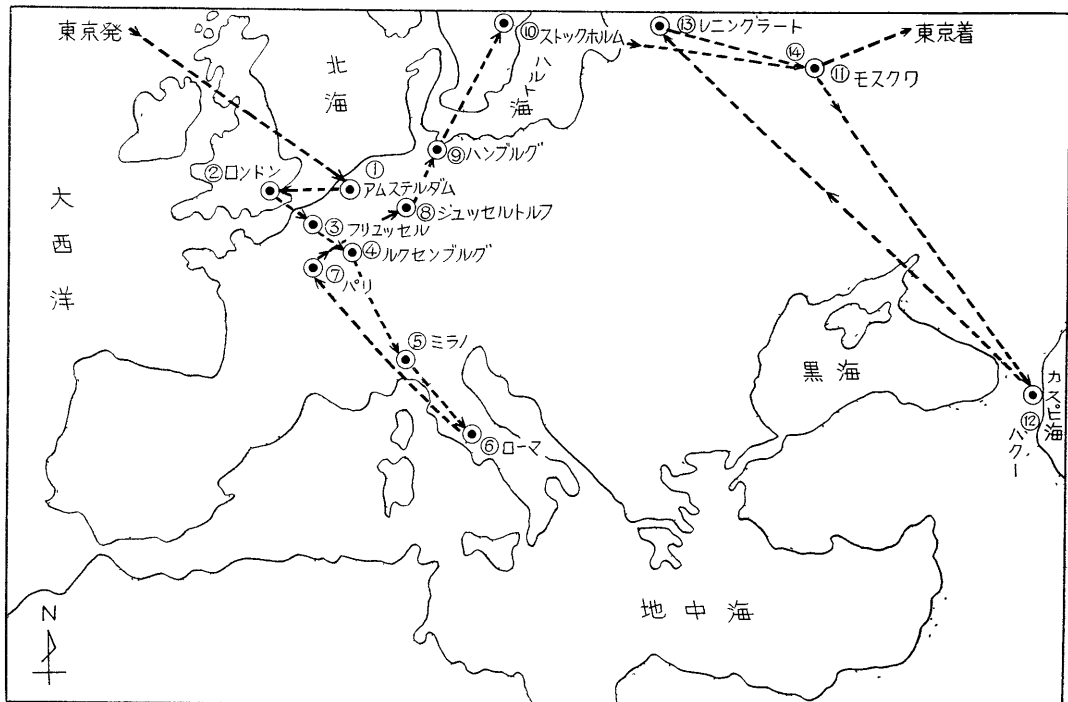 東京発
北海
⑩ストックホルム
バルト海
⑬レニングラート
⑭
東京着
⑪モスクワ
⑨ハンブルグ
②ロンドン
①
アムステルダム
⑧ジュッセルトルフ
③フリュッセル
④ルクセンブルグ
⑦パリ
大西洋
⑤ミラノ
⑥ローマ
黒海
カスピ海
⑫バクー
地中海
N